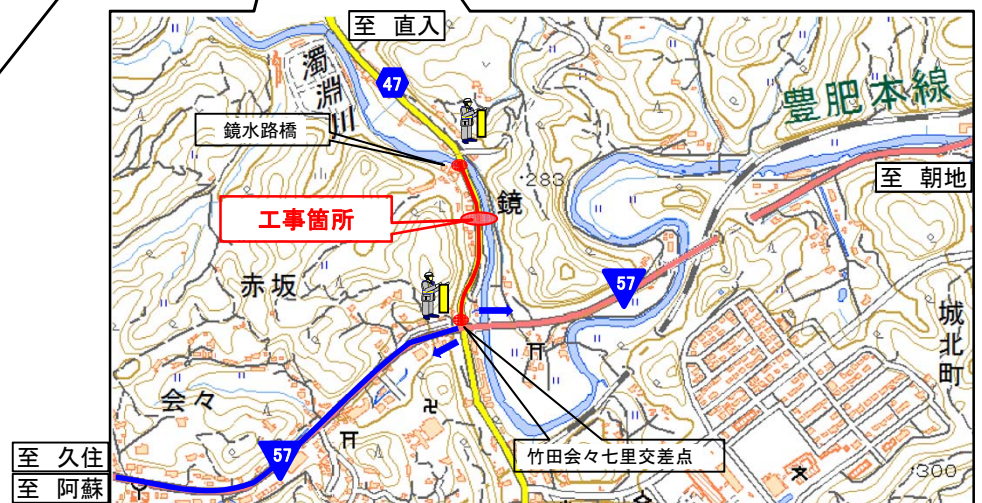 至 直入
濁淵川
47
豊肥本線
鏡水路橋
・283
至 朝地
鏡
工事箇所
赤坂
57
城北町
会々
57
竹田会々七里交差点
至 久住
至 阿蘇
・300